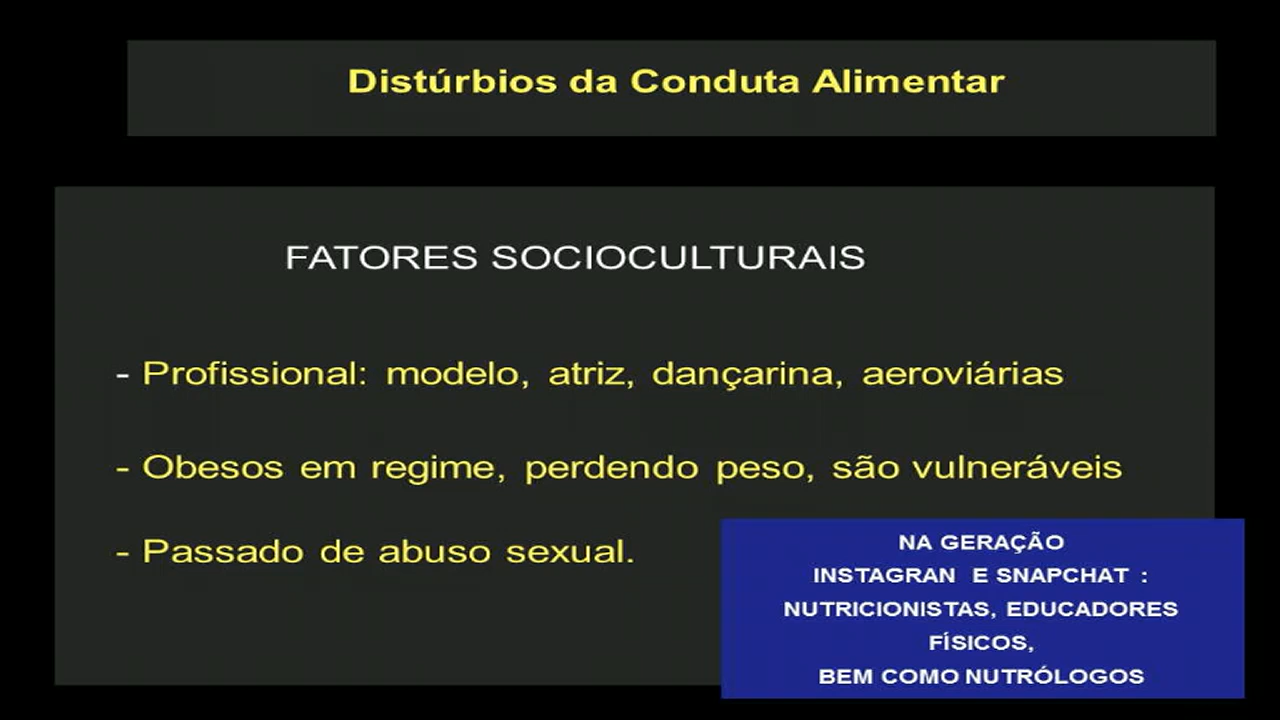 Distúrbios da Conduta Alimentar
FATORES SOCIOCULTURAIS
- Profissional: modelo, atriz, dançarina, aeroviárias
- Obesos em regime, perdendo peso, são vulneráveis
- Passado de abuso sexual.
NA GERAÇÃO
INSTAGRAN E SNAPCHAT :
NUTRICIONISTAS, EDUCADORES
FÍSICOS,
BEM COMO NUTRÓLOGOS